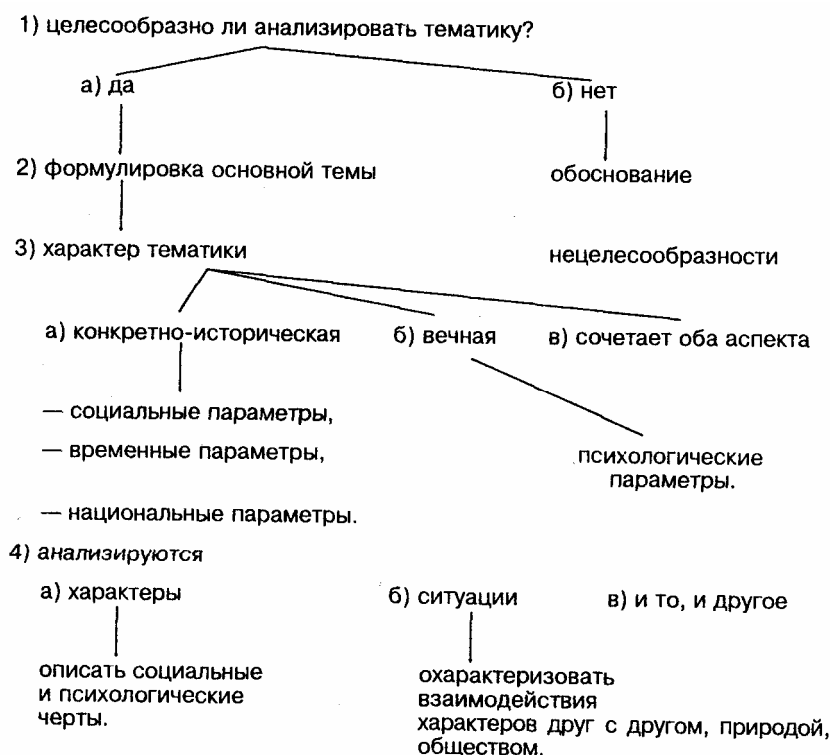 1) целесообразно ли анализировать тематику?
а) да
б) нет
2) формулировка основной темы
обоснование
3) характер тематики
нецелесообразности
а) конкретно-историческая
б) вечная
в) сочетает оба аспекта
— социальные параметры,
— временные параметры,
психологические
параметры.
— национальные параметры.
4) анализируются
а) характеры
б) ситуации
в) и то, и другое
описать социальные
и психологические
черты.
охарактеризовать
взаимодействия
характеров друг с другом, природой,
обществом.